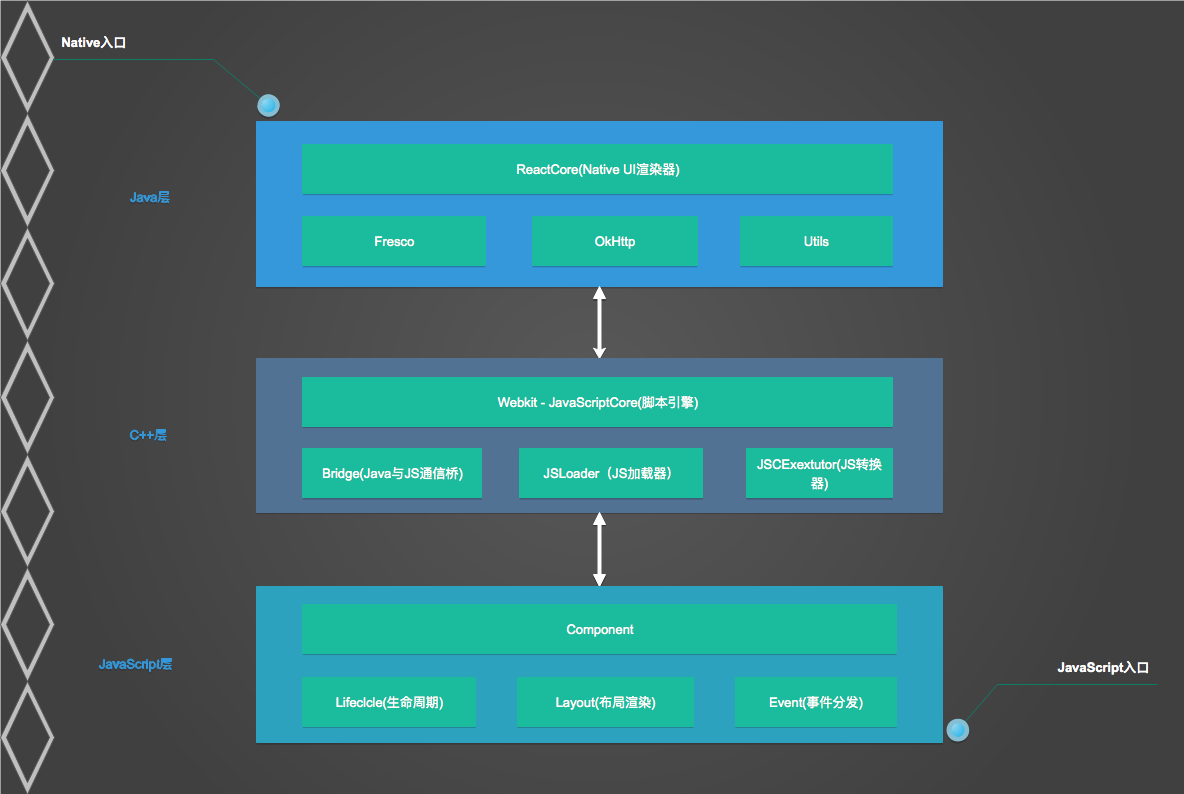 Native入口
ReactCore(Native UI渲染器)
Java层
Fresco
OkHttp
Utils
Webkit - JavaScriptCore(脚本引擎)
C++层
Bridge(Java与JS通信桥)
JSLoader（JS加载器）
JSCExextutor(JS转换
器)
Component
JavaScript层
JavaScript入口
Lifeclcle(生命周期)
Layout(布局渲染)
Event(事件分发)